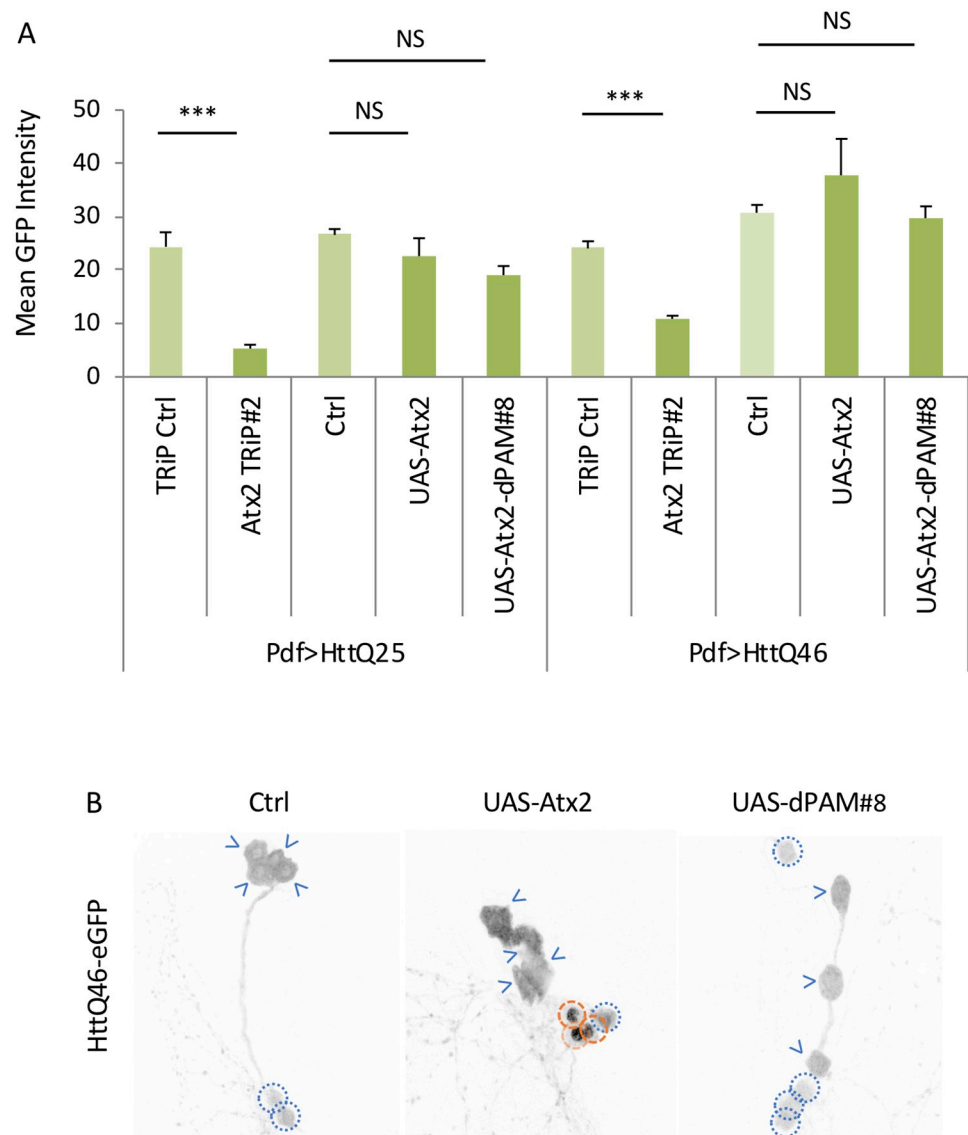 A
NS
NS
*** NS *** NS
Mean GFP Intensity
50
40
30
20
10
0
TRiP Ctrl
Atx2 TRiP#2
Ctrl
UAS-Atx2
UAS-Atx2-dPAM#8
TRiP Ctrl
Atx2 TRiP#2
Ctrl
UAS-Atx2
UAS-Atx2-dPAM#8
Pdf>HttQ25 Pdf>HttQ46
B Ctrl UAS-Atx2 UAS-dPAM#8
HttQ46-eGFP